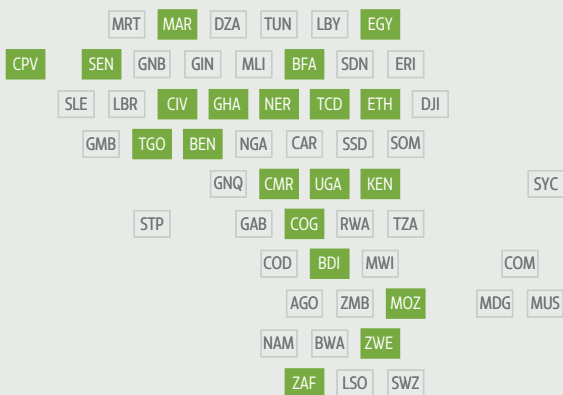 MRT MAR DZA TUN LBY EGY
CPV SEN GNB GIN MLI BFA SDN ERI
SLE LBR CIV GHA NER TCD ETH DJI
GMB TGO BEN NGA CAR SSD SOM
GNQ CMR UGA KEN SYC
STP GAB COG RWA TZA
COD BDI MWI COM
AGO ZMB MOZ MDG MUS
NAM BWA ZWE
ZAF LSO SWZ